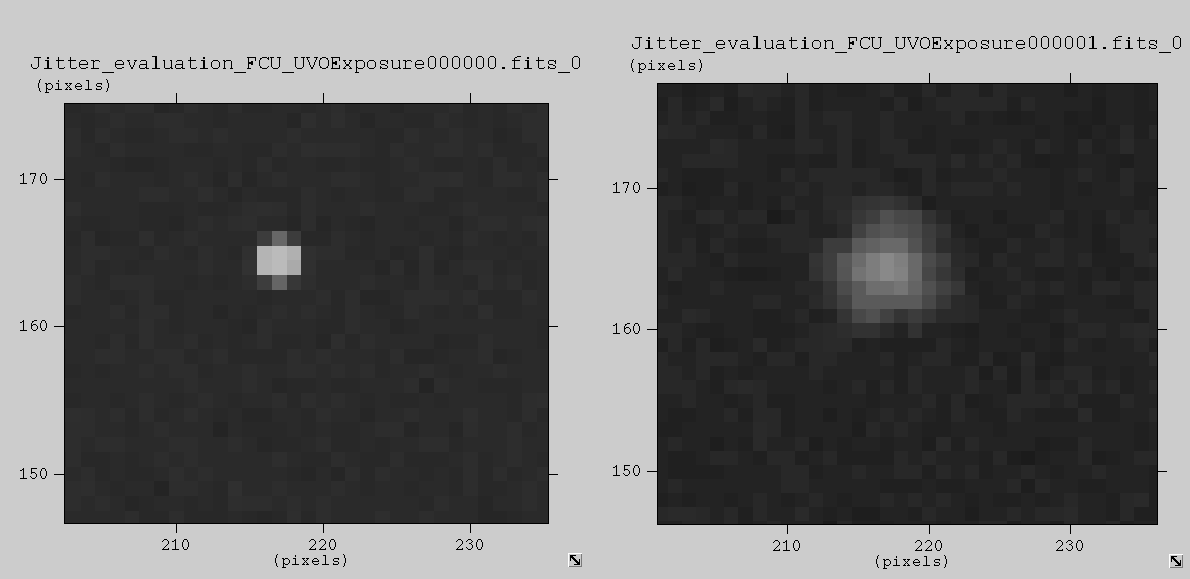 Jitter_evaluation_FCU_UVOExposure000000.fits_0
(pixels)
170
160
150
210 220 230
(pixels)
Jitter_evaluation_FCU_UVOExposure000001.fits_0
(pixels)
170
160
150
210 220 230
(pixels)